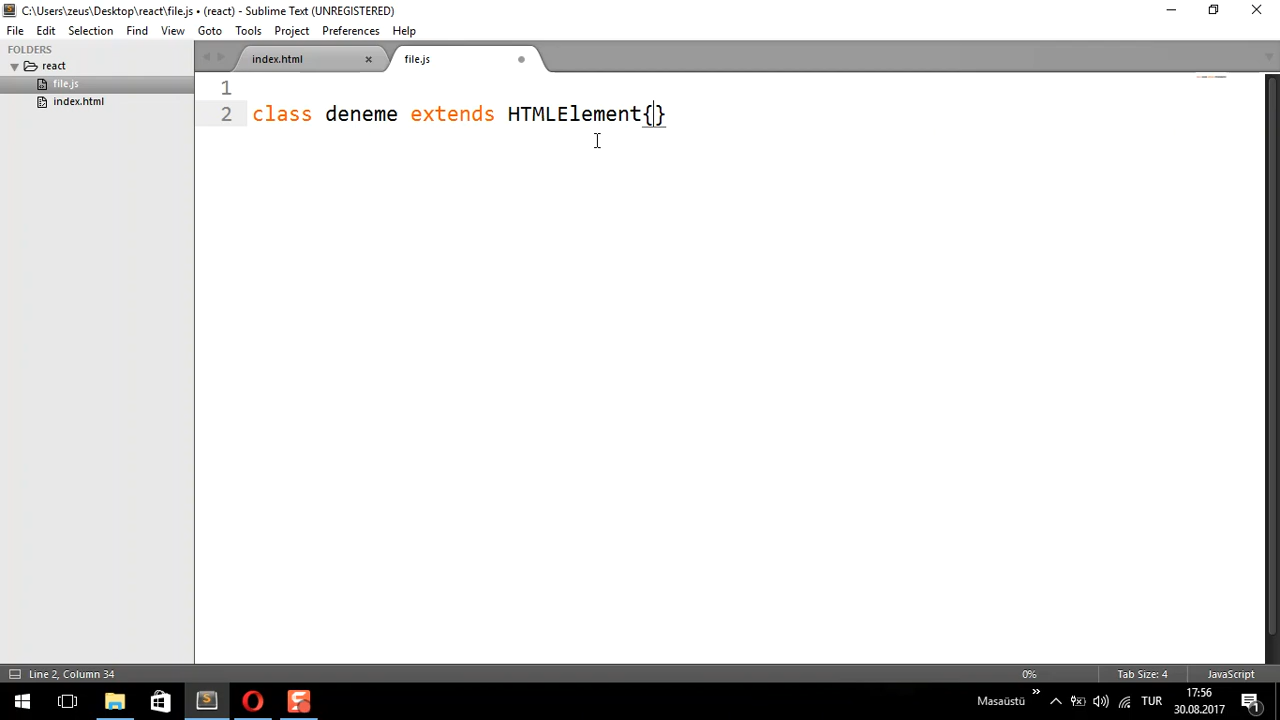 C:\Users\zeus\Desktop\react\file.js • (react) - Sublime Text (UNREGISTERED)
File Edit Selection Find View Goto Tools Project Preferences Help
FOLDERS
react
file.js
index.html
index.html × file.js
1
2 class deneme extends HTMLElement{}
Line 2, Column 34 0% Tab Size: 4 JavaScript
Masaüstü TUR 17:56
30.08.2017
1